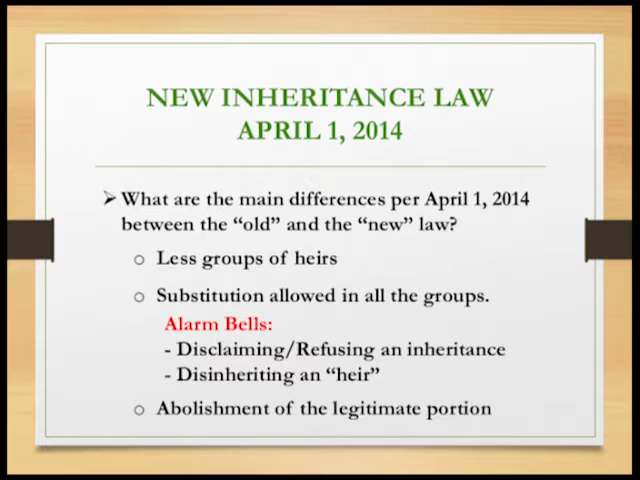 NEW INHERITANCE LAW
APRIL 1, 2014
➢ What are the main differences per April 1, 2014
between the “old” and the “new” law?
o Less groups of heirs
o Substitution allowed in all the groups.
Alarm Bells:
- Disclaiming/Refusing an inheritance
- Disinheriting an “heir”
o Abolishment of the legitimate portion